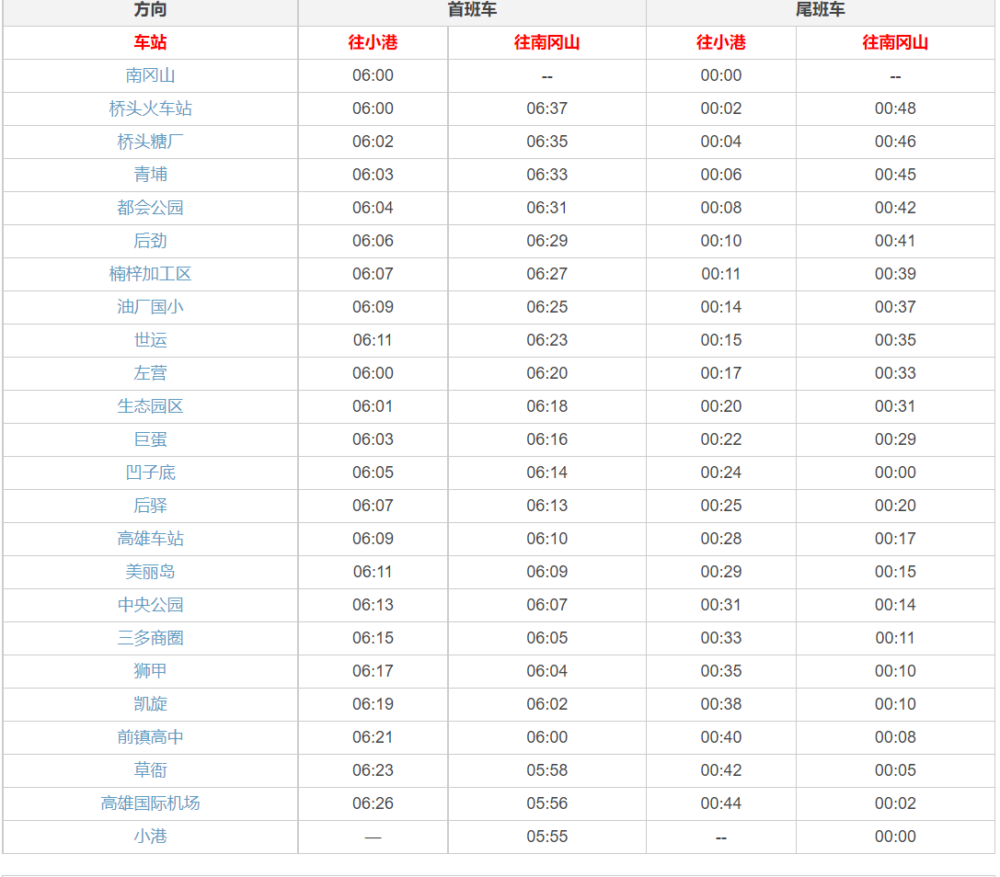 方向 首班车 尾班车
车站 往小港 往南冈山 往小港 往南冈山
南冈山 06:00 -- 00:00 --
桥头火车站 06:00 06:37 00:02 00:48
桥头糖厂 06:02 06:35 00:04 00:46
青埔 06:03 06:33 00:06 00:45
都会公园 06:04 06:31 00:08 00:42
后劲 06:06 06:29 00:10 00:41
楠梓加工区 06:07 06:27 00:11 00:39
油厂国小 06:09 06:25 00:14 00:37
世运 06:11 06:23 00:15 00:35
左营 06:00 06:20 00:17 00:33
生态园区 06:01 06:18 00:20 00:31
巨蛋 06:03 06:16 00:22 00:29
凹子底 06:05 06:14 00:24 00:00
后驿 06:07 06:13 00:25 00:20
高雄车站 06:09 06:10 00:28 00:17
美丽岛 06:11 06:09 00:29 00:15
中央公园 06:13 06:07 00:31 00:14
三多商圈 06:15 06:05 00:33 00:11
狮甲 06:17 06:04 00:35 00:10
凯旋 06:19 06:02 00:38 00:10
前镇高中 06:21 06:00 00:40 00:08
草衙 06:23 05:58 00:42 00:05
高雄国际机场 06:26 05:56 00:44 00:02
小港 — 05:55 -- 00:00